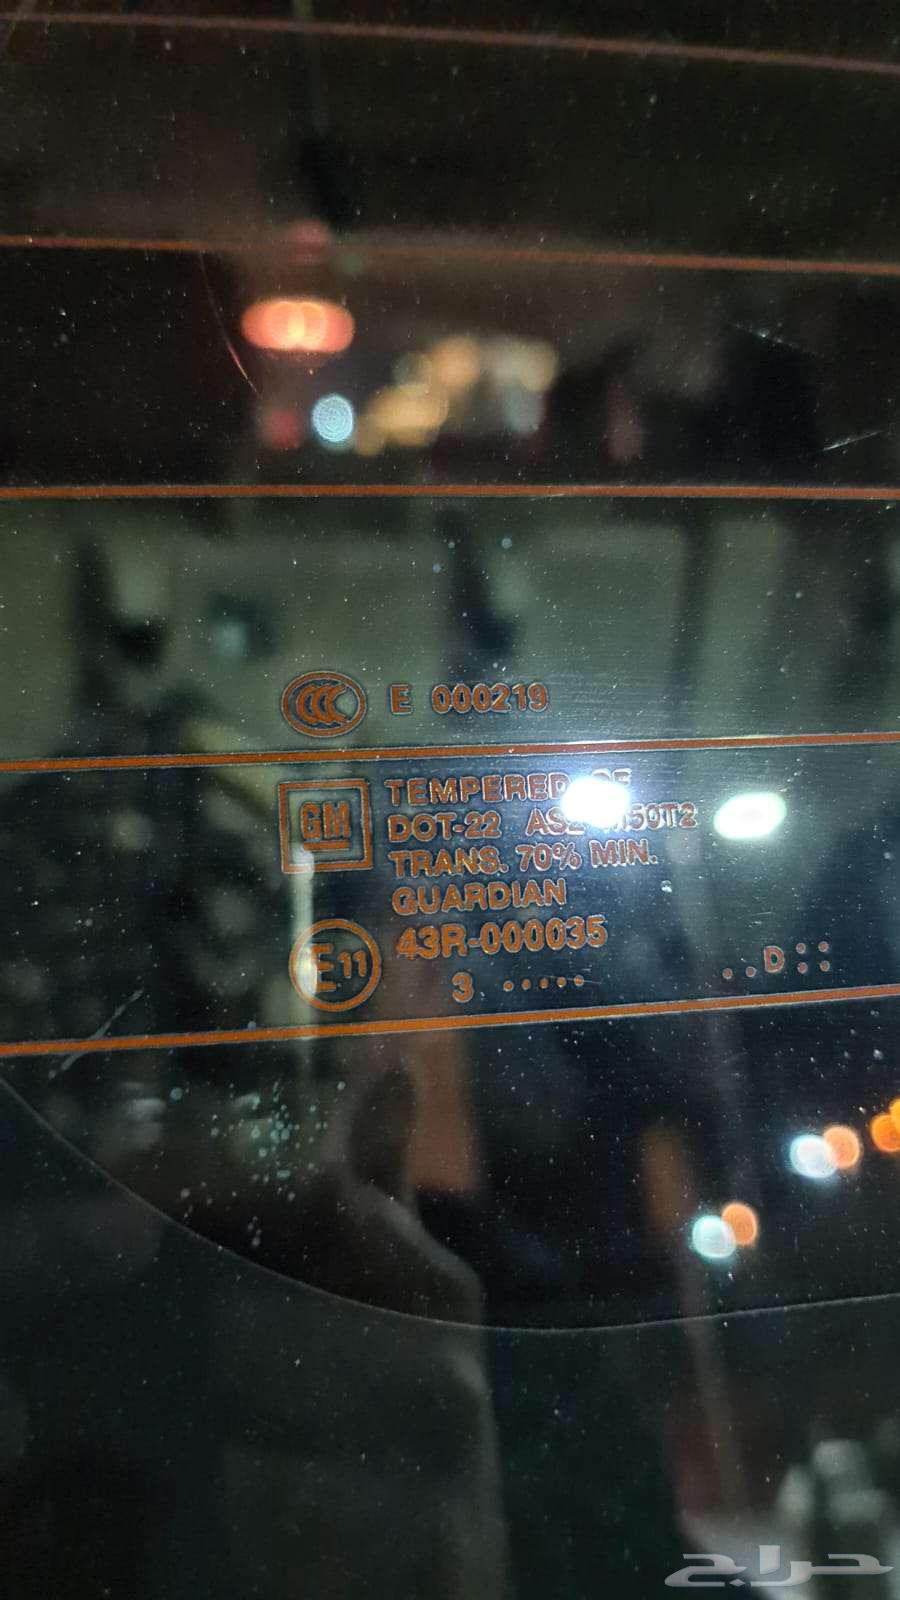 CCC E 000219
GM TEMPERED
DOT-22
TRANS. 70% MIN.
GUARDIAN
E11 43R-000035
3 ..... ..D::
حراج